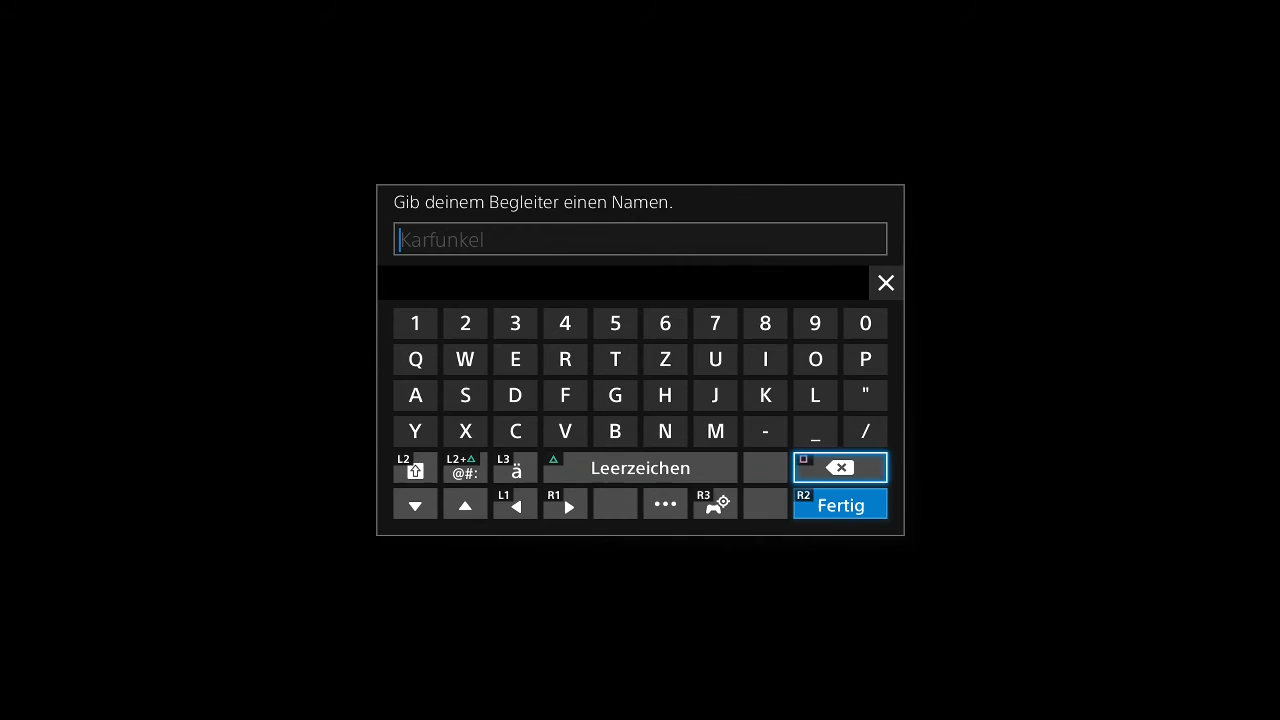 Gib deinem Begleiter einen Namen.
Karfunkel
1 2 3 4 5 6 7 8 9 0
Q W E R T Z U I O P
A S D F G H J K L "
Y X C V B N M - _ /
L2 L2+△ @#: L3 ä △ Leerzeichen □
L1 R1 ... R3 R2 Fertig